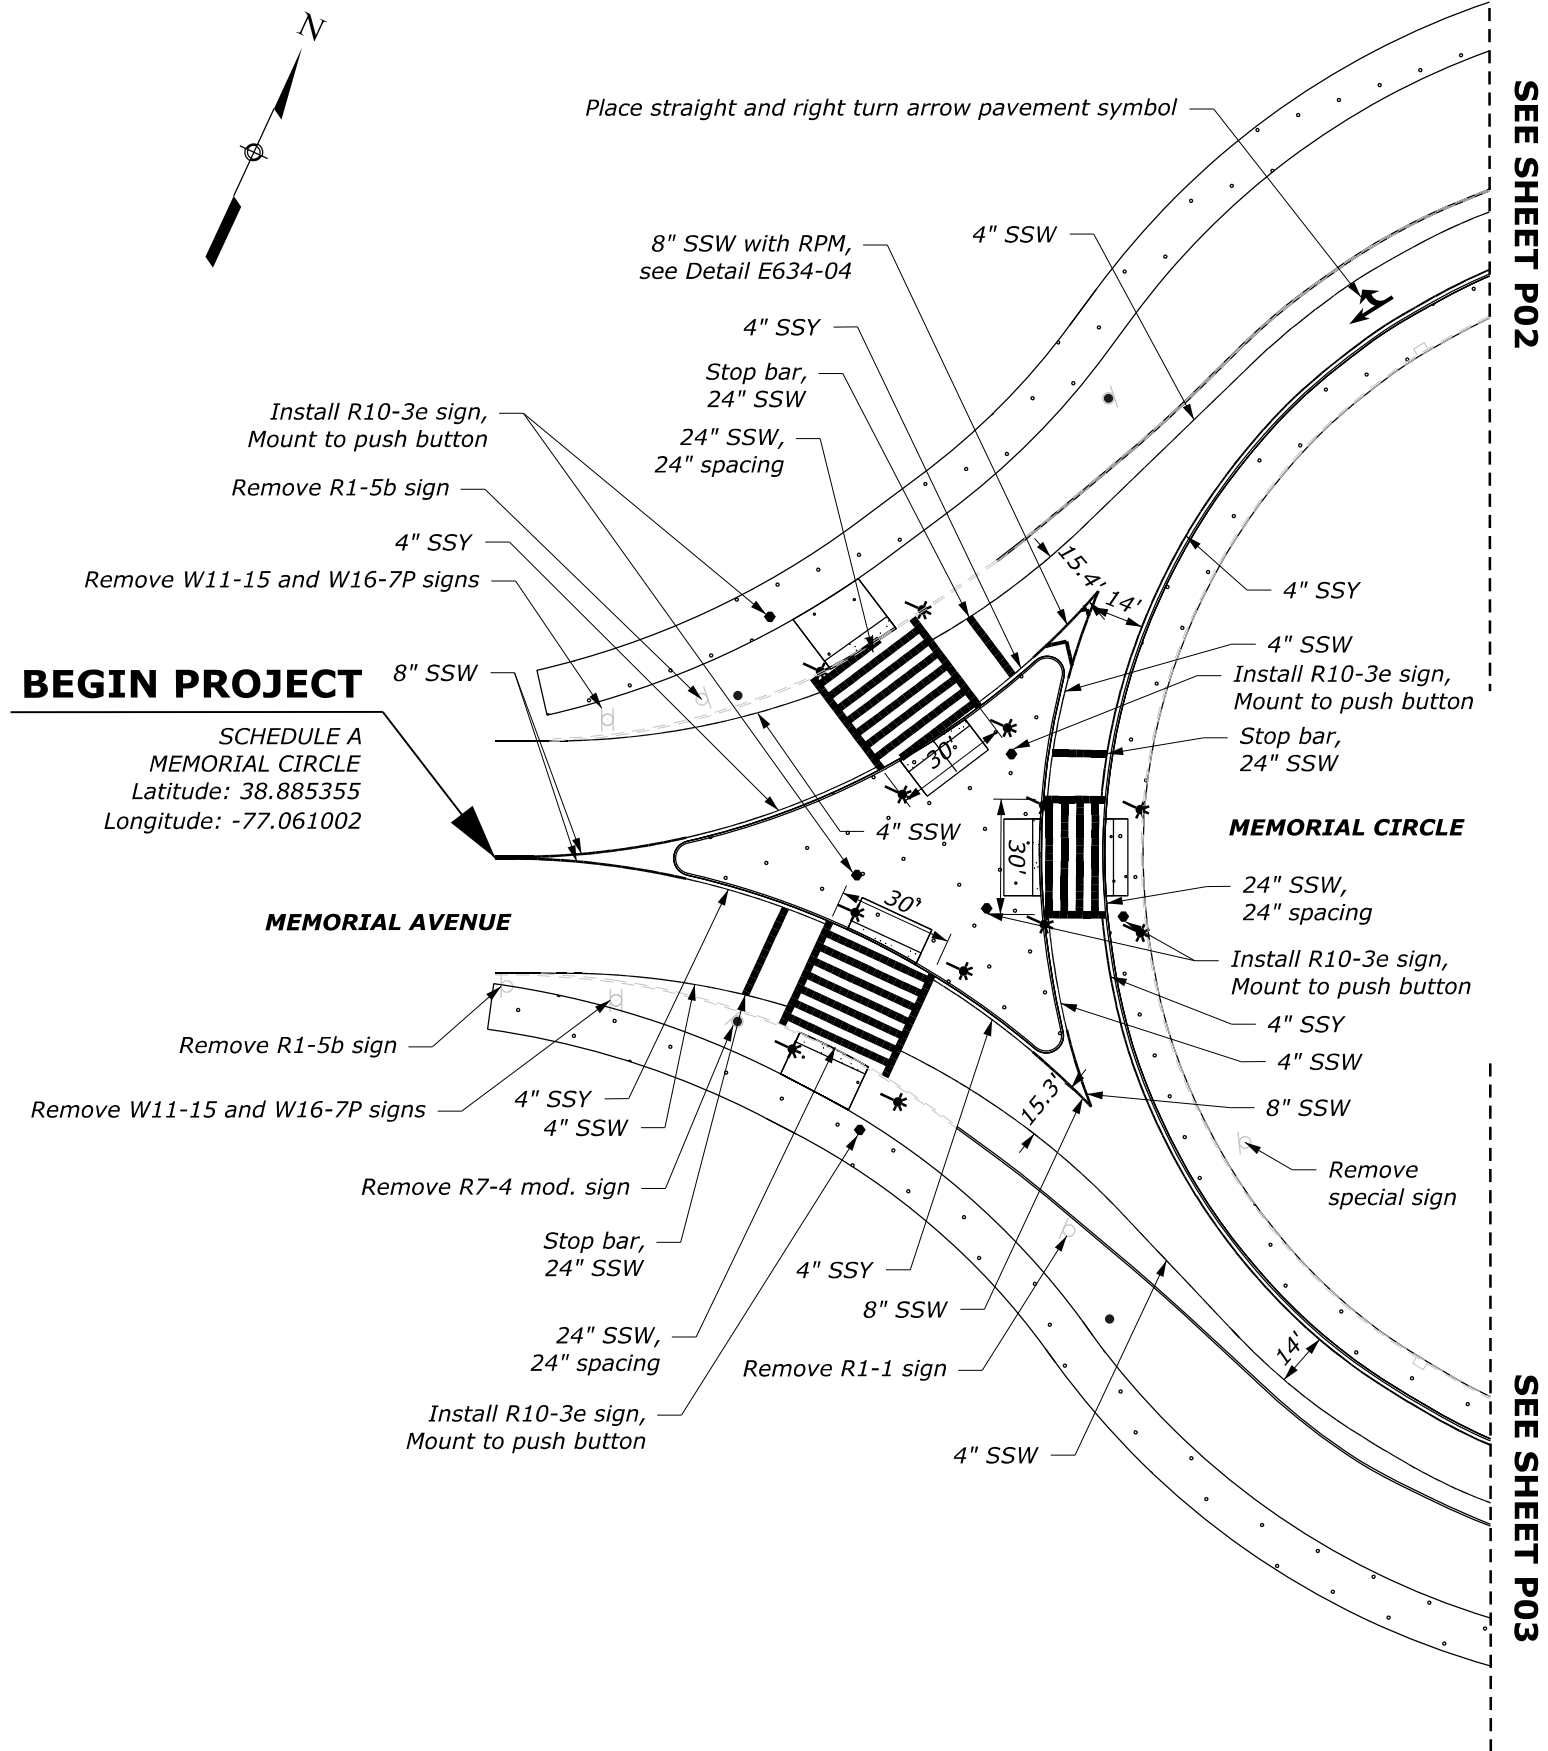 N
SEE SHEET P02
Place straight and right turn arrow pavement symbol
8" SSW with RPM,
see Detail E634-04
4" SSW
4" SSY
Stop bar,
24" SSW
Install R10-3e sign,
Mount to push button
24" SSW,
24" spacing
Remove R1-5b sign
4" SSY
Remove W11-15 and W16-7P signs
15.4'
14'
4" SSY
4" SSW
BEGIN PROJECT
8" SSW
Install R10-3e sign,
Mount to push button
SCHEDULE A
MEMORIAL CIRCLE
Latitude: 38.885355
Longitude: -77.061002
30'
Stop bar,
24" SSW
4" SSW
MEMORIAL CIRCLE
30'
24" SSW,
24" spacing
30'
MEMORIAL AVENUE
Install R10-3e sign,
Mount to push button
4" SSY
Remove R1-5b sign
4" SSW
Remove W11-15 and W16-7P signs
4" SSY
4" SSW
15.3'
8" SSW
Remove
special sign
Remove R7-4 mod. sign
Stop bar,
24" SSW
4" SSY
8" SSW
24" SSW,
24" spacing
Remove R1-1 sign
14'
Install R10-3e sign,
Mount to push button
4" SSW
SEE SHEET P03